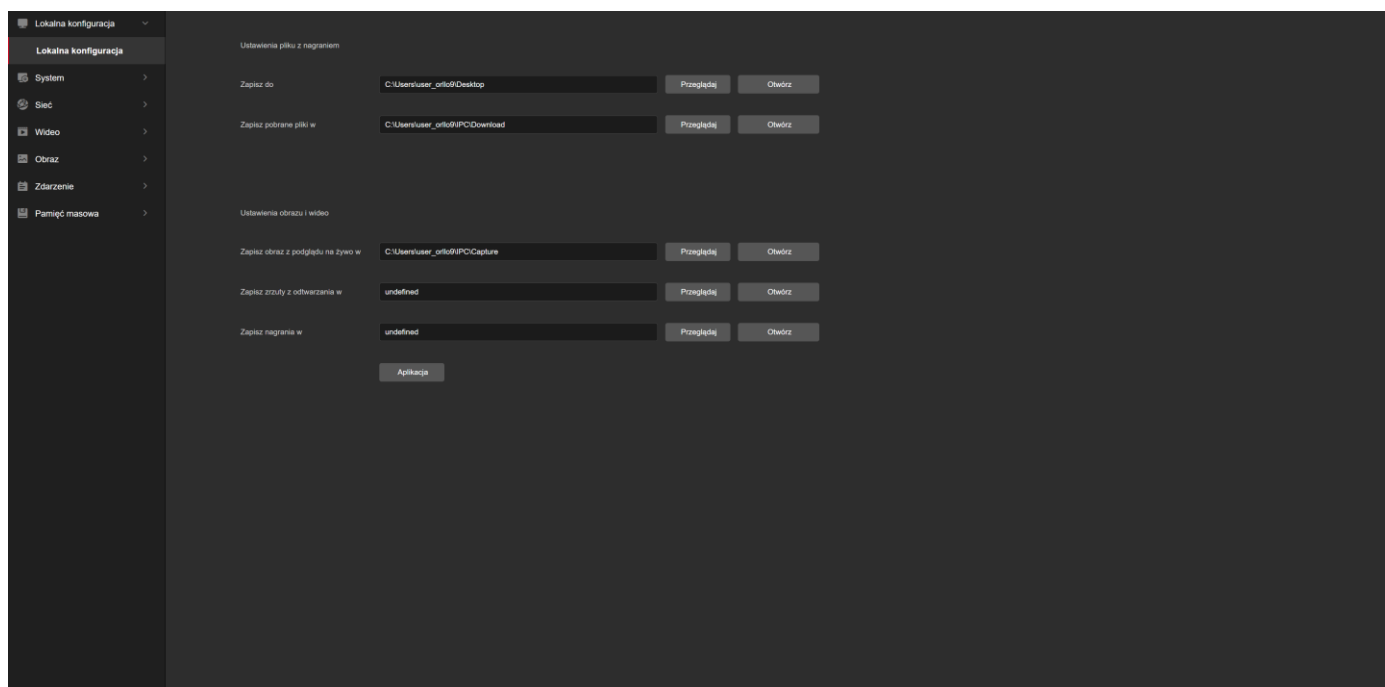 Lokalna konfiguracja
Lokalna konfiguracja
System
Sieć
Wideo
Obraz
Zdarzenie
Pamięć masowa
Ustawienia pliku z nagraniem
Zapisz do C:\Users\user_orllo9\Desktop Przeglądaj Otwórz
Zapisz pobrane pliki w C:\Users\user_orllo9\IPC\Download Przeglądaj Otwórz
Ustawienia obrazu i wideo
Zapisz obraz z podglądu na żywo w C:\Users\user_orllo9\IPC\Capture Przeglądaj Otwórz
Zapisz zrzuty z odtwarzania w undefined Przeglądaj Otwórz
Zapisz nagrania w undefined Przeglądaj Otwórz
Aplikacja